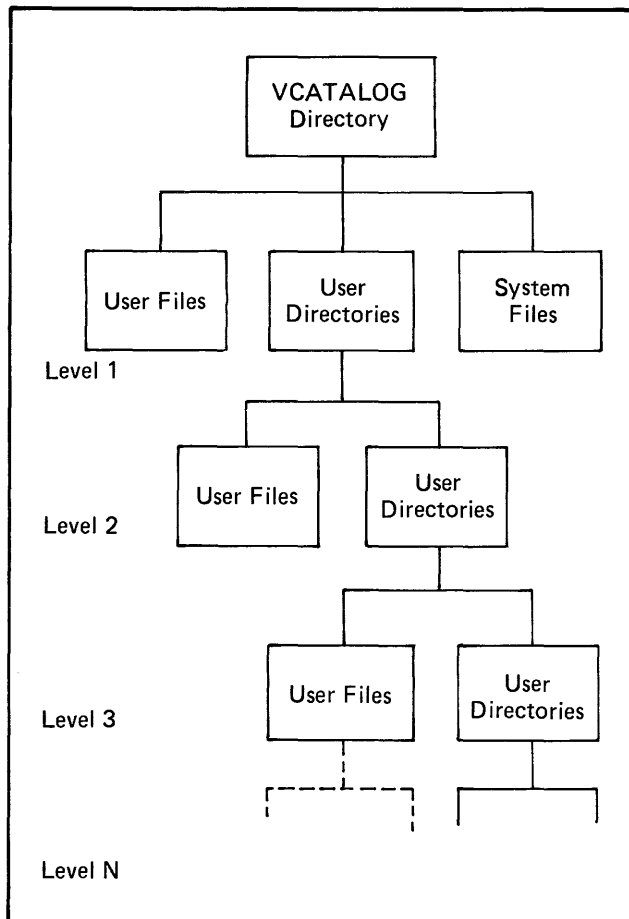 VCATALOG
Directory
User Files
User
Directories
System
Files
Level 1
User Files
User
Directories
Level 2
User Files
User
Directories
Level 3
Level N